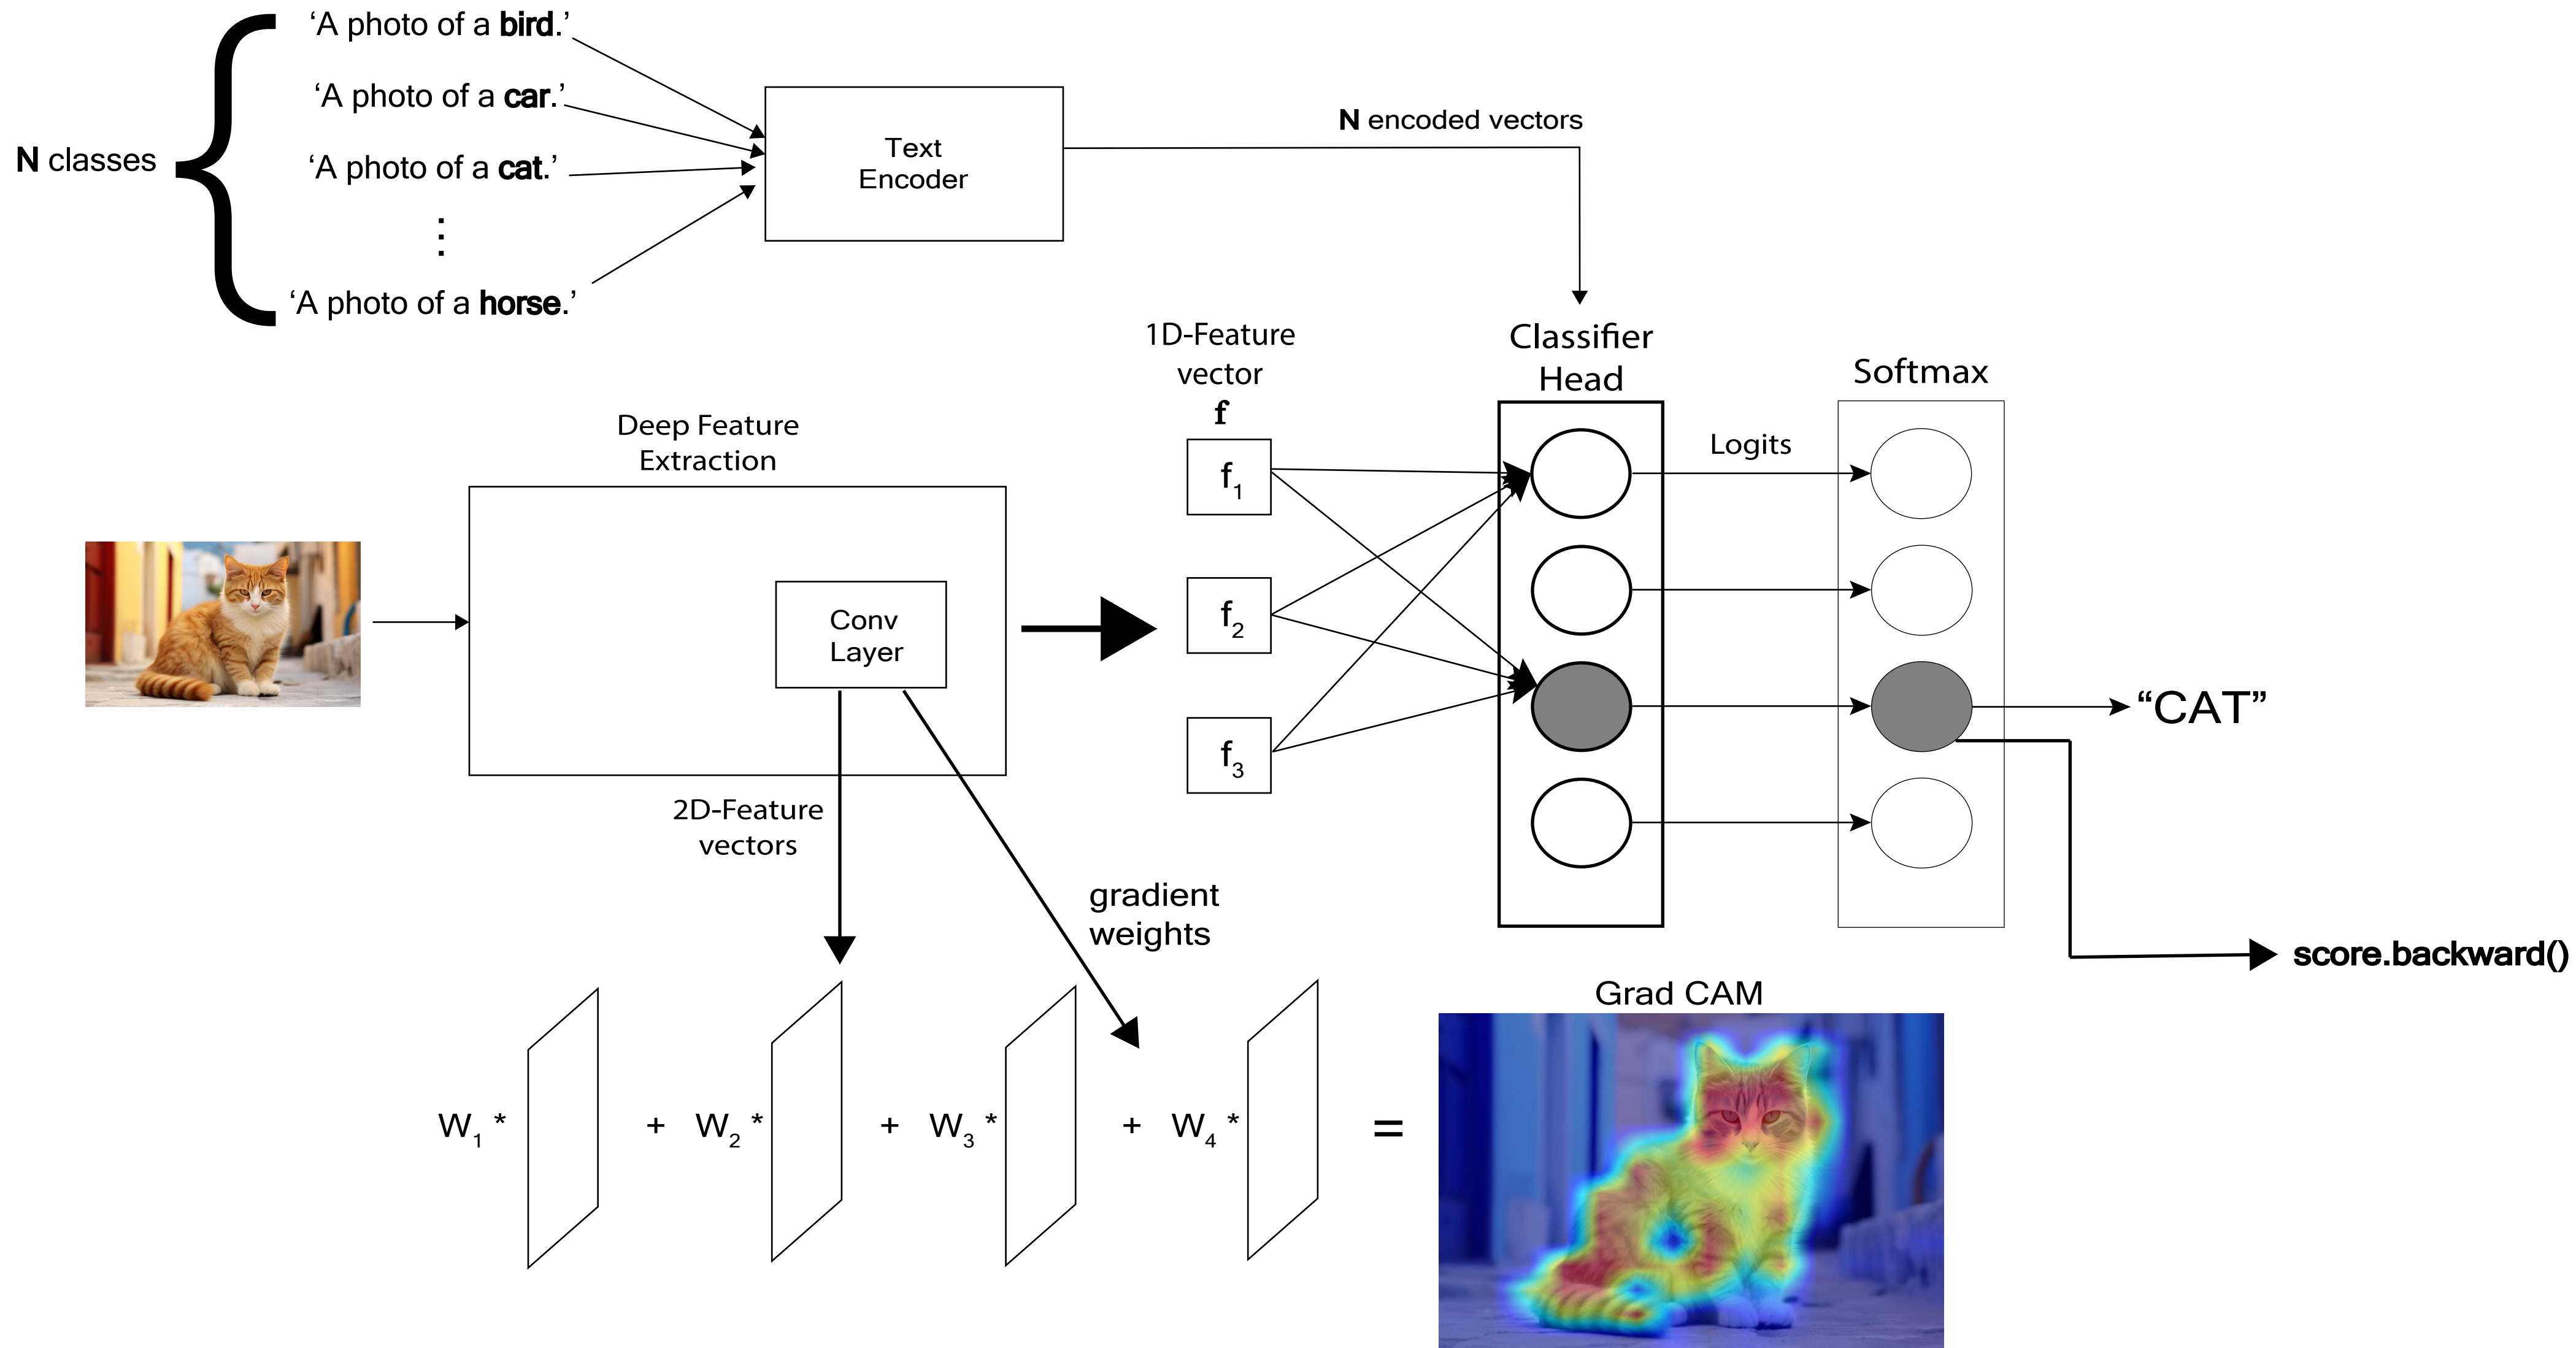 ‘A photo of a bird.’
‘A photo of a car.’
N classes
‘A photo of a cat.’
⋮
‘A photo of a horse.’
Text
Encoder
N encoded vectors
1D-Feature
vector
f
Classifier
Head
Softmax
Deep Feature
Extraction
Conv
Layer
f1
f2
f3
Logits
“CAT”
2D-Feature
vectors
gradient
weights
score.backward()
Grad CAM
W1 * + W2 * + W3 * + W4 * =